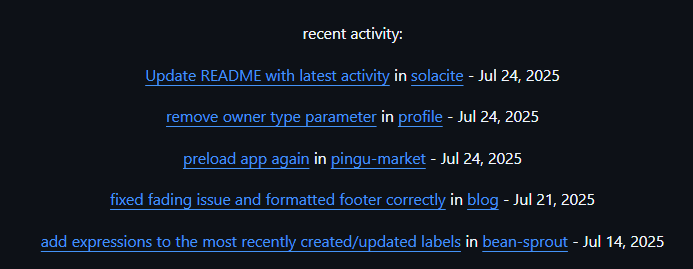 recent activity:
Update README with latest activity in solacite - Jul 24, 2025
remove owner type parameter in profile - Jul 24, 2025
preload app again in pingu-market - Jul 24, 2025
fixed fading issue and formatted footer correctly in blog - Jul 21, 2025
add expressions to the most recently created/updated labels in bean-sprout - Jul 14, 2025